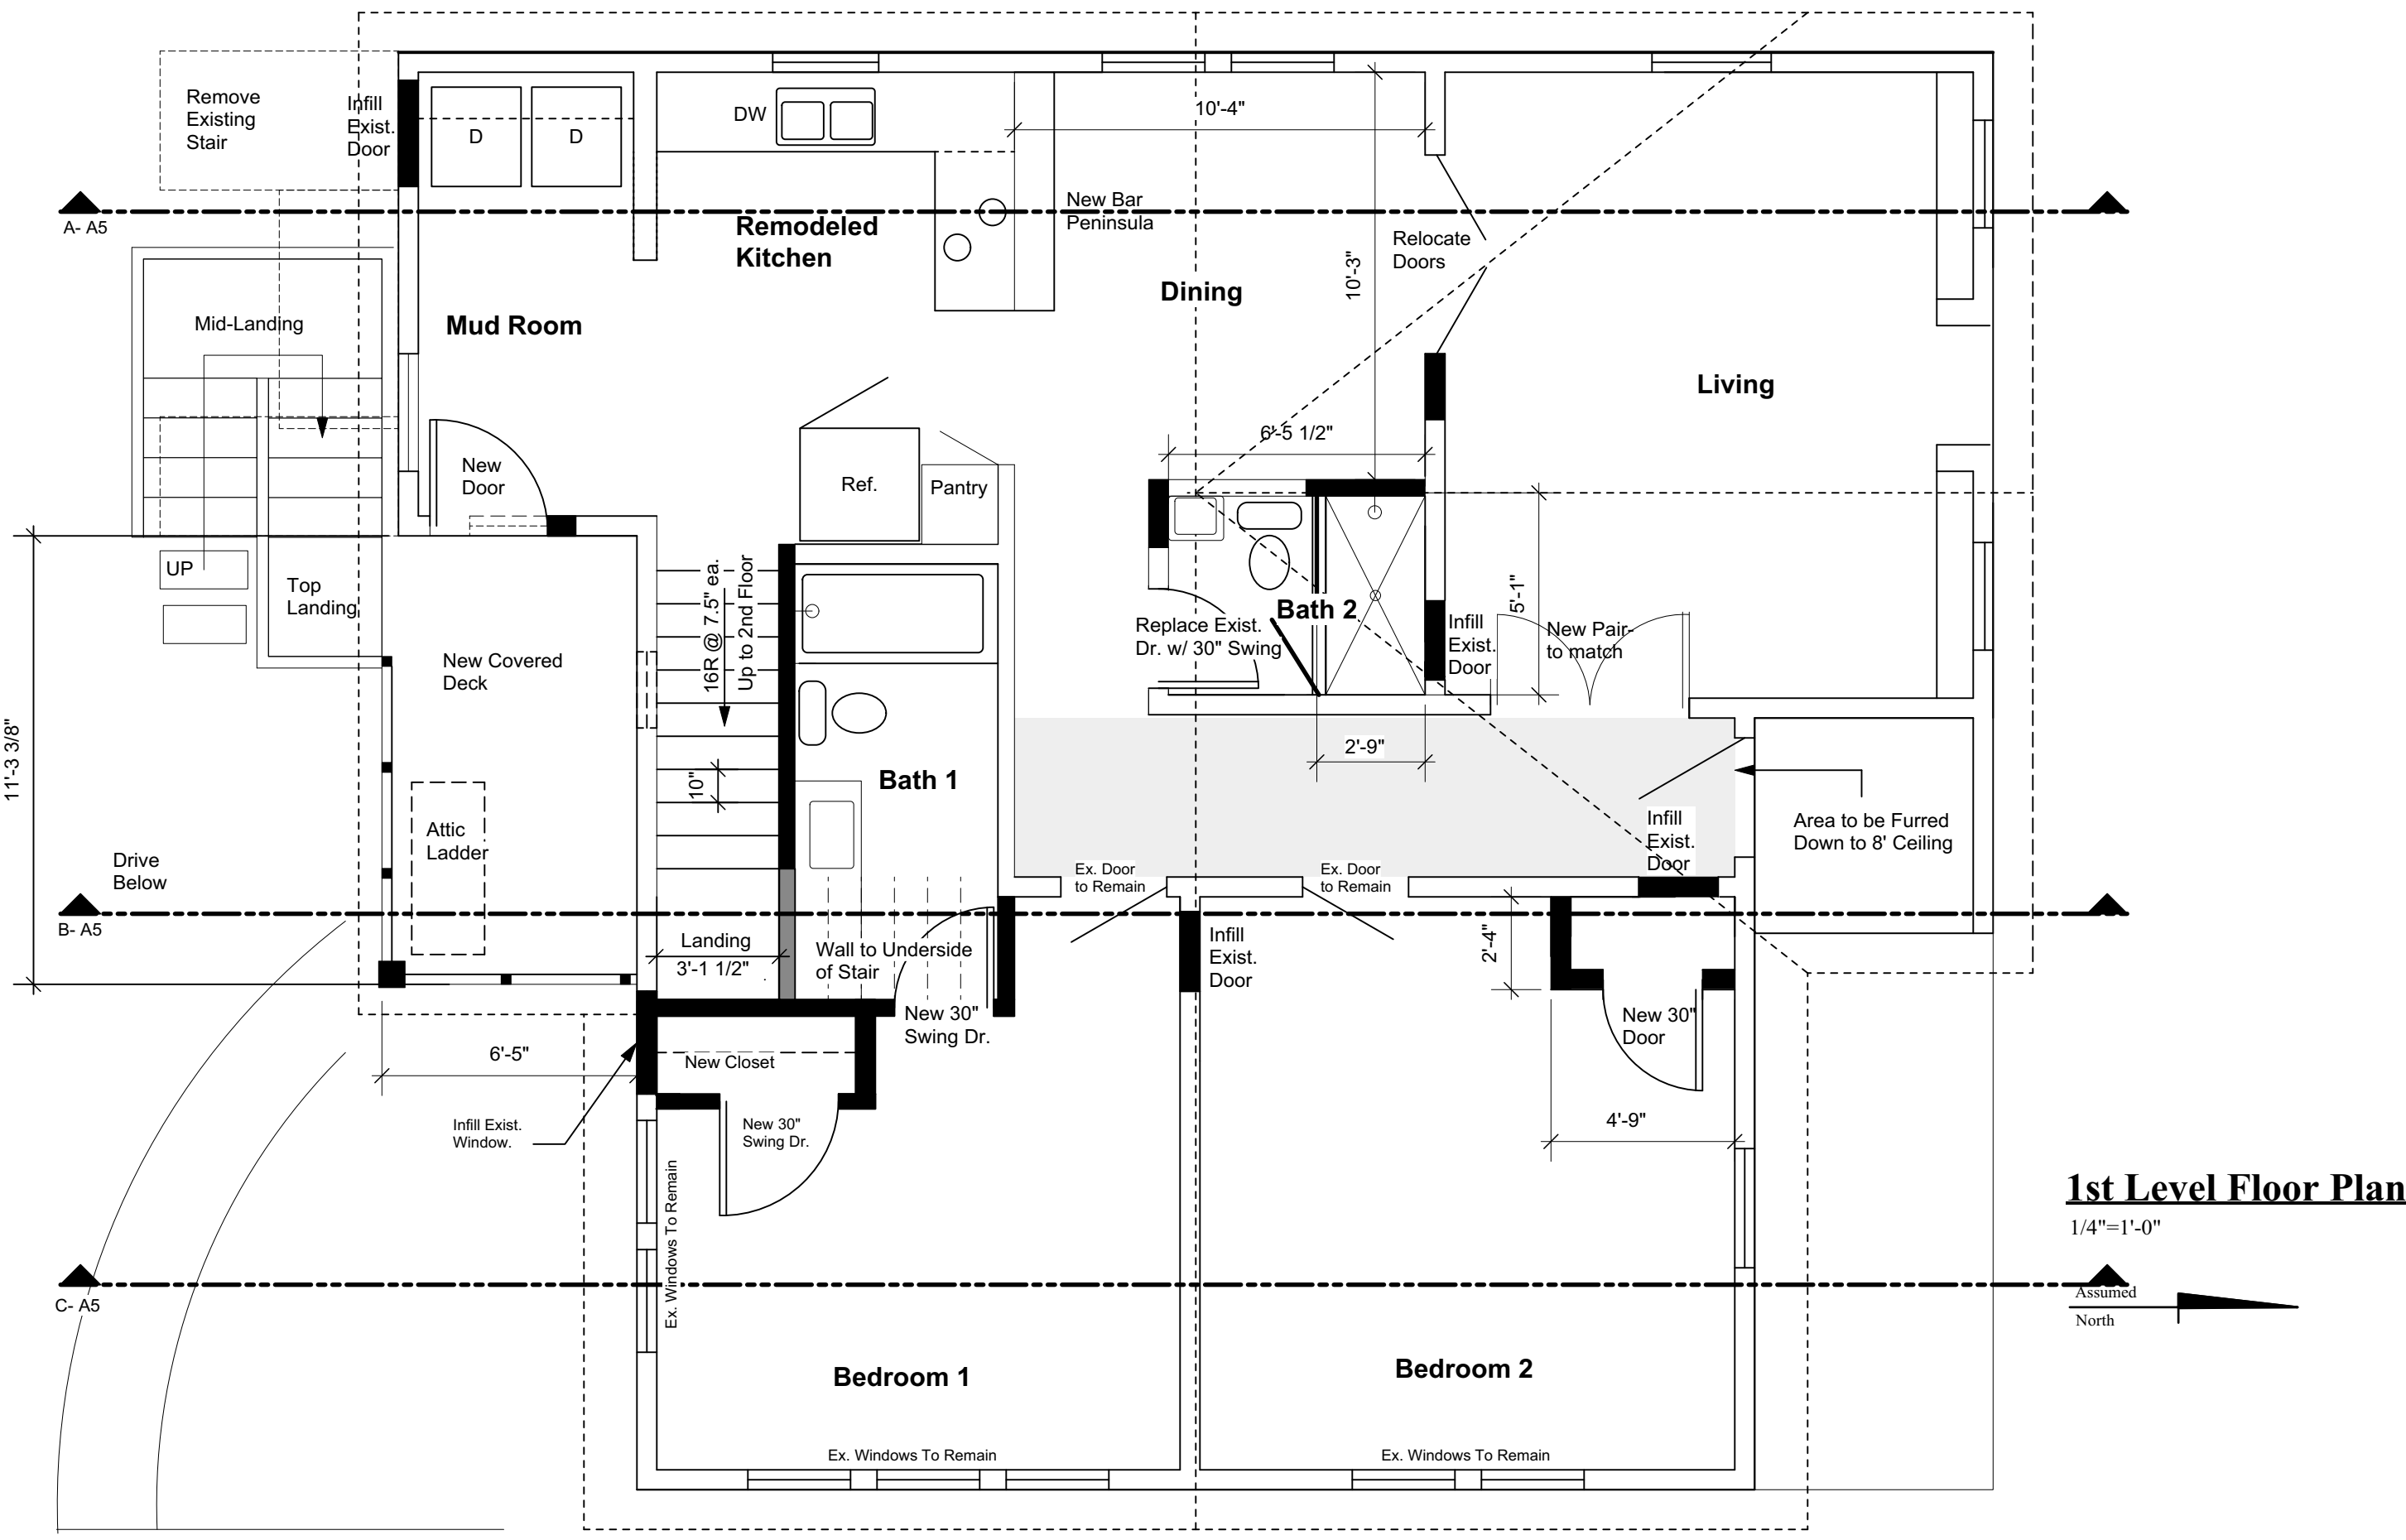 Remove
Existing
Stair
Infill
Exist.
Door
D
D
DW
10'-4"
A- A5
Remodeled
Kitchen
New Bar
Peninsula
Relocate
Doors
10'-3"
Dining
Mid-Landing
Mud Room
Living
6'-5 1/2"
New
Door
Ref.
Pantry
UP
Top
Landing
16R @ 7.5" ea.
Up to 2nd Floor
Bath 2
5'-1"
Replace Exist.
Dr. w/ 30" Swing
Infill
Exist.
Door
New Pair-
to match
New Covered
Deck
11'-3 3/8"
2'-9"
10"
Bath 1
Attic
Ladder
Drive
Below
Infill
Exist.
Door
Area to be Furred
Down to 8' Ceiling
Ex. Door
to Remain
Ex. Door
to Remain
B- A5
Landing
3'-1 1/2"
Wall to Underside
of Stair
Infill
Exist.
Door
2'-4"
New 30"
Swing Dr.
New 30"
Door
6'-5"
New Closet
Infill Exist.
Window.
New 30"
Swing Dr.
4'-9"
Ex. Windows To Remain
1st Level Floor Plan
1/4"=1'-0"
C- A5
Assumed
North
Bedroom 1
Bedroom 2
Ex. Windows To Remain
Ex. Windows To Remain